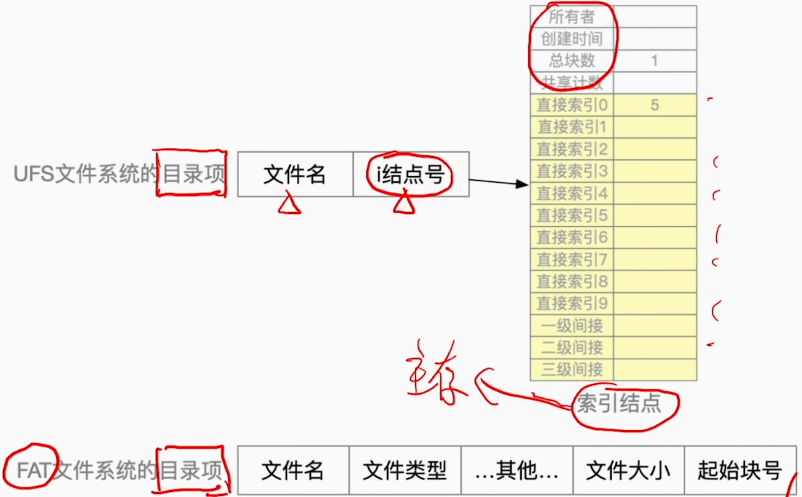 所有者
创建时间
总块数 1
共享计数
直接索引0 5
直接索引1
直接索引2
直接索引3
直接索引4
直接索引5
直接索引6
直接索引7
直接索引8
直接索引9
一级间接
二级间接
三级间接
UFS文件系统的目录项 文件名 i结点号
主存
索引结点
FAT文件系统的目录项 文件名 文件类型 ...其他... 文件大小 起始块号